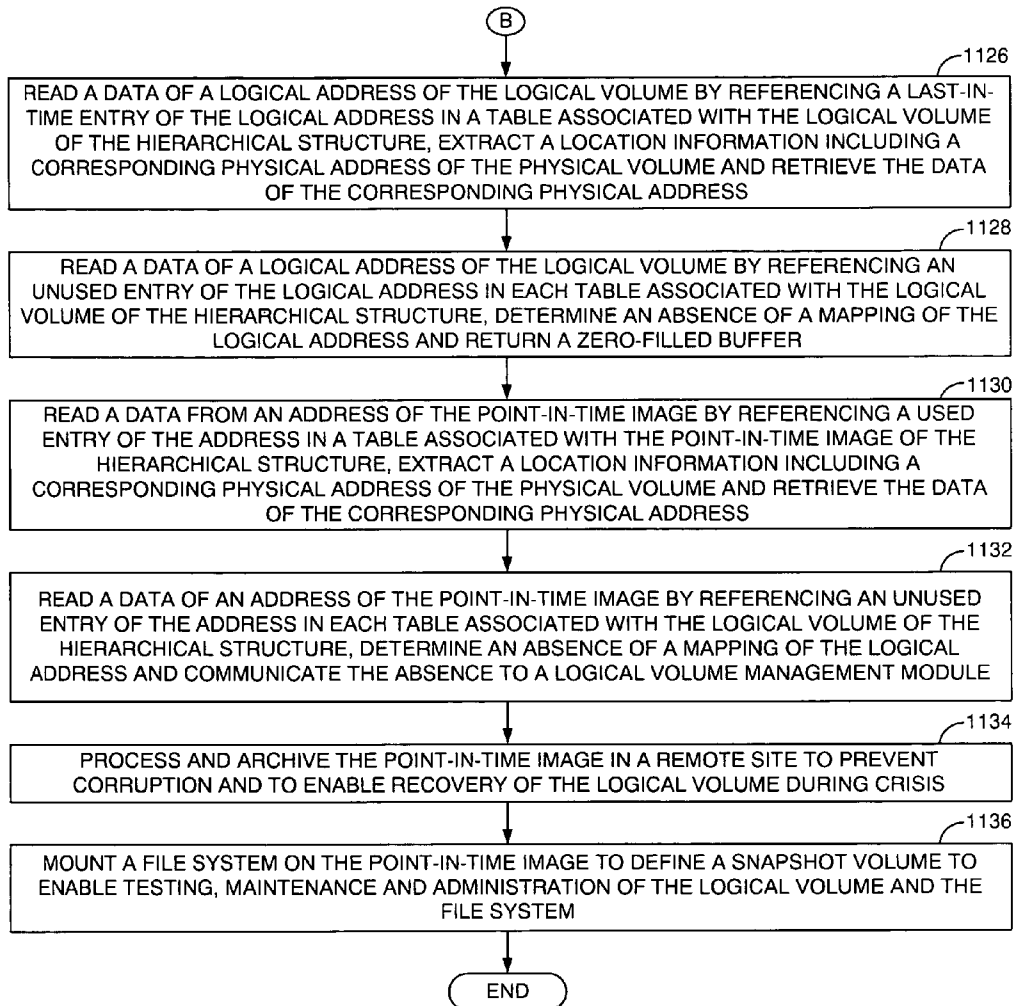 B
1126
READ A DATA OF A LOGICAL ADDRESS OF THE LOGICAL VOLUME BY REFERENCING A LAST-IN-
TIME ENTRY OF THE LOGICAL ADDRESS IN A TABLE ASSOCIATED WITH THE LOGICAL VOLUME
OF THE HIERARCHICAL STRUCTURE, EXTRACT A LOCATION INFORMATION INCLUDING A
CORRESPONDING PHYSICAL ADDRESS OF THE PHYSICAL VOLUME AND RETRIEVE THE DATA
OF THE CORRESPONDING PHYSICAL ADDRESS
1128
READ A DATA OF A LOGICAL ADDRESS OF THE LOGICAL VOLUME BY REFERENCING AN
UNUSED ENTRY OF THE LOGICAL ADDRESS IN EACH TABLE ASSOCIATED WITH THE LOGICAL
VOLUME OF THE HIERARCHICAL STRUCTURE, DETERMINE AN ABSENCE OF A MAPPING OF THE
LOGICAL ADDRESS AND RETURN A ZERO-FILLED BUFFER
1130
READ A DATA FROM AN ADDRESS OF THE POINT-IN-TIME IMAGE BY REFERENCING A USED
ENTRY OF THE ADDRESS IN A TABLE ASSOCIATED WITH THE POINT-IN-TIME IMAGE OF THE
HIERARCHICAL STRUCTURE, EXTRACT A LOCATION INFORMATION INCLUDING A
CORRESPONDING PHYSICAL ADDRESS OF THE PHYSICAL VOLUME AND RETRIEVE THE DATA
OF THE CORRESPONDING PHYSICAL ADDRESS
1132
READ A DATA OF AN ADDRESS OF THE POINT-IN-TIME IMAGE BY REFERENCING AN UNUSED
ENTRY OF THE ADDRESS IN EACH TABLE ASSOCIATED WITH THE LOGICAL VOLUME OF THE
HIERARCHICAL STRUCTURE, DETERMINE AN ABSENCE OF A MAPPING OF THE LOGICAL
ADDRESS AND COMMUNICATE THE ABSENCE TO A LOGICAL VOLUME MANAGEMENT MODULE
1134
PROCESS AND ARCHIVE THE POINT-IN-TIME IMAGE IN A REMOTE SITE TO PREVENT
CORRUPTION AND TO ENABLE RECOVERY OF THE LOGICAL VOLUME DURING CRISIS
1136
MOUNT A FILE SYSTEM ON THE POINT-IN-TIME IMAGE TO DEFINE A SNAPSHOT VOLUME TO
ENABLE TESTING, MAINTENANCE AND ADMINISTRATION OF THE LOGICAL VOLUME AND THE
FILE SYSTEM
END